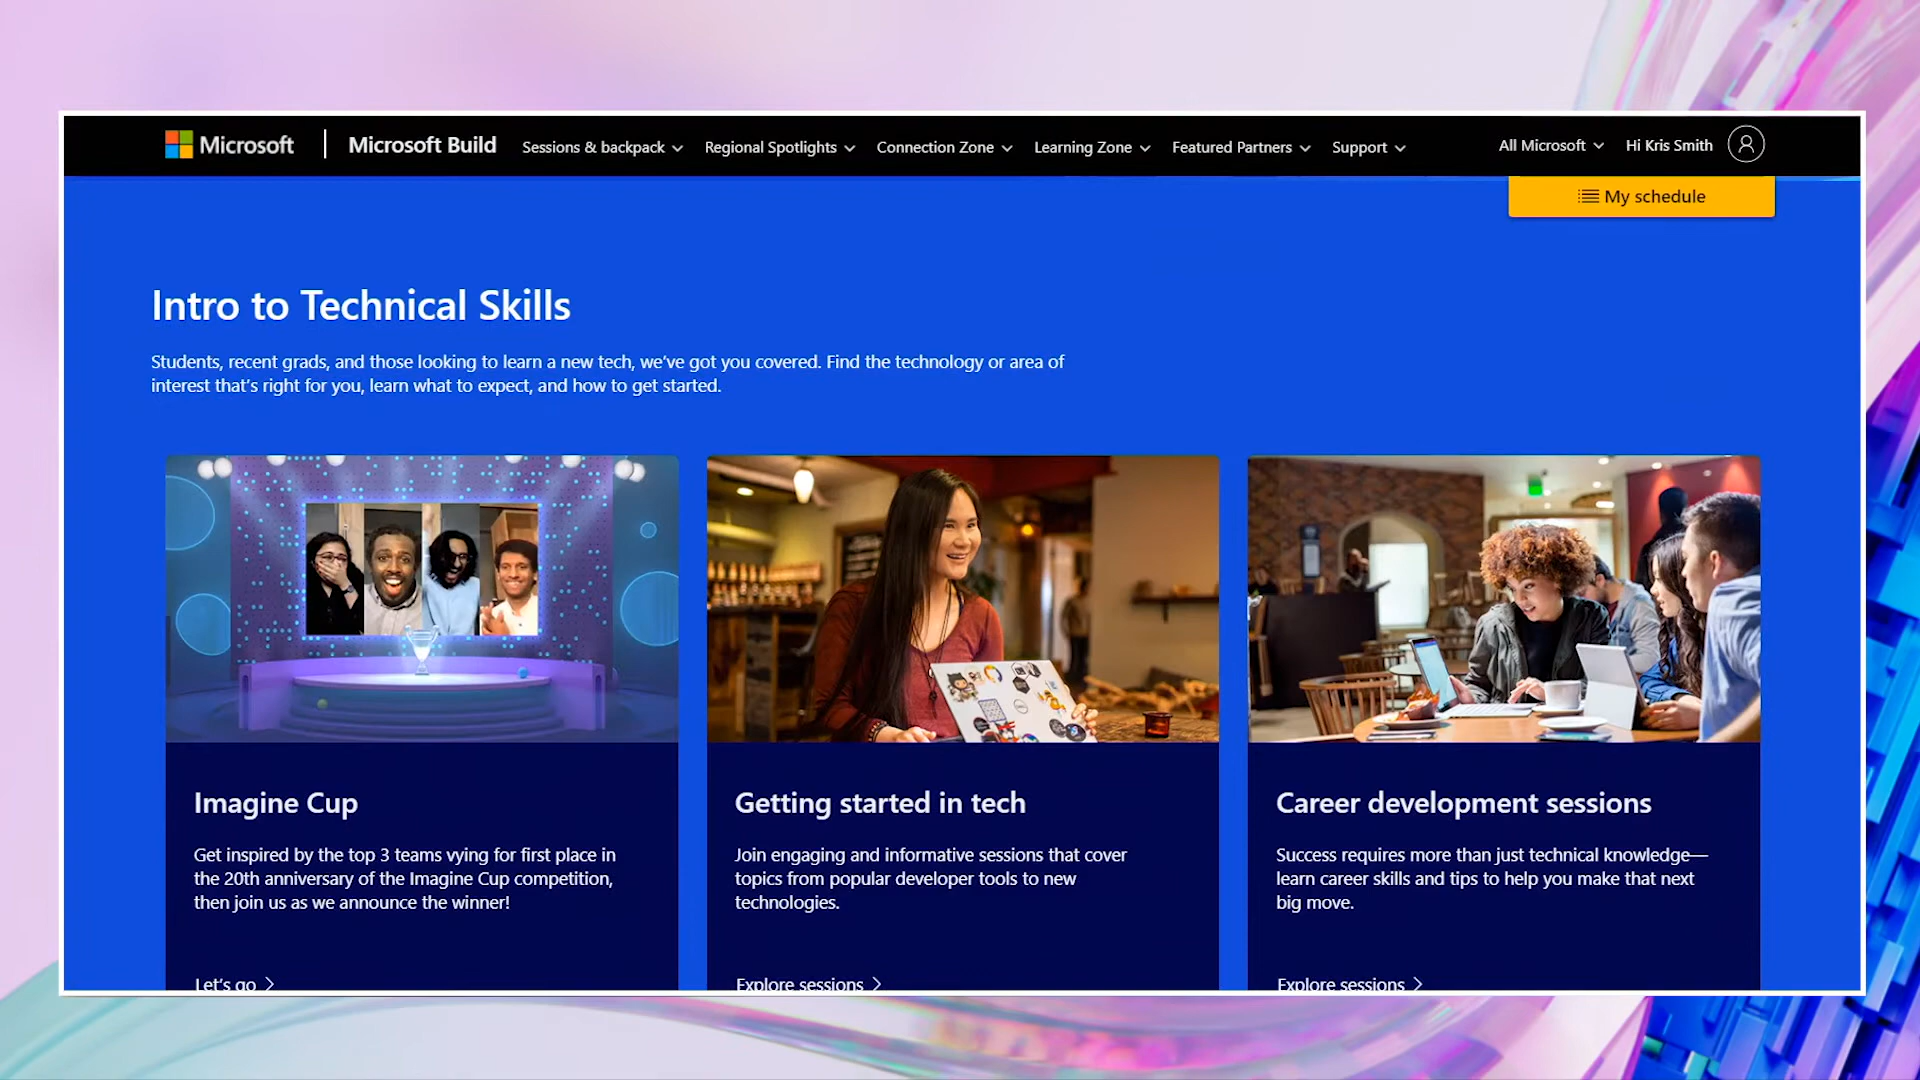 Microsoft | Microsoft Build Sessions & backpack Regional Spotlights Connection Zone Learning Zone Featured Partners Support All Microsoft Hi Kris Smith
My schedule
Intro to Technical Skills
Students, recent grads, and those looking to learn a new tech, we’ve got you covered. Find the technology or area of
interest that’s right for you, learn what to expect, and how to get started.
Imagine Cup
Get inspired by the top 3 teams vying for first place in
the 20th anniversary of the Imagine Cup competition,
then join us as we announce the winner!
Let’s go
Getting started in tech
Join engaging and informative sessions that cover
topics from popular developer tools to new
technologies.
Explore sessions
Career development sessions
Success requires more than just technical knowledge—
learn career skills and tips to help you make that next
big move.
Explore sessions